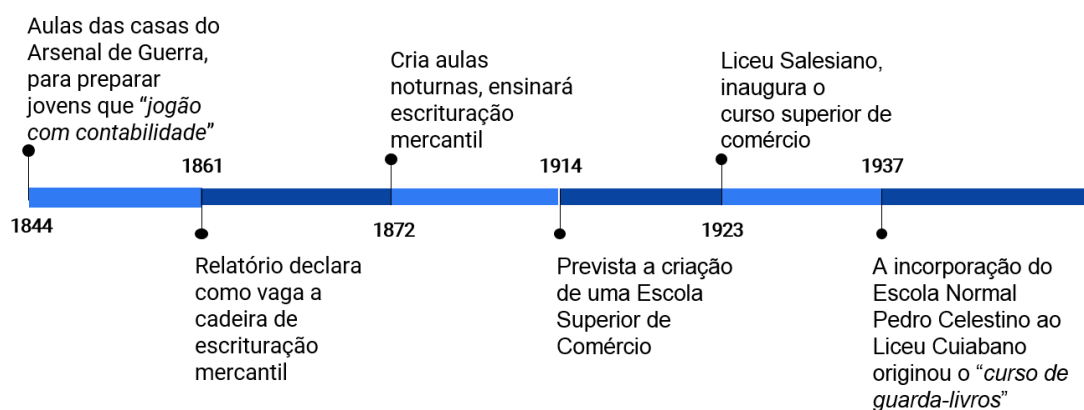 Aulas das casas do
Arsenal de Guerra,
para preparar
jovens que “jogão
com contabilidade”
1844
1861
Relatório declara
como vaga a
cadeira de
escrituração
mercantil
Cria aulas
noturnas, ensinará
escrituração
mercantil
1872
1914
Prevista a criação
de uma Escola
Superior de
Comércio
Liceu Salesiano,
inaugura o
curso superior de
comércio
1923
1937
A incorporação do
Escola Normal
Pedro Celestino ao
Liceu Cuiabano
originou o “curso de
guarda-livros”